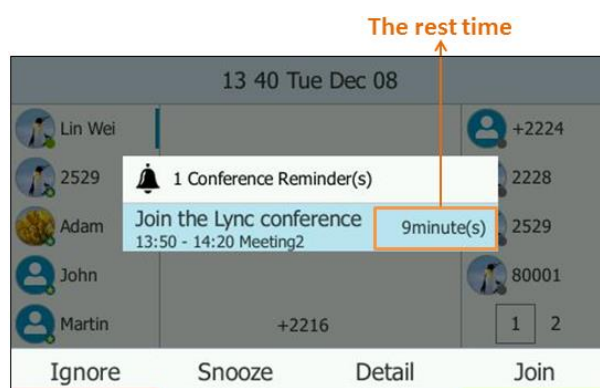 The rest time
13 40 Tue Dec 08
Lin Wei
+2224
2529
1 Conference Reminder(s)
2228
Adam
Join the Lync conference
9minute(s)
2529
13:50 - 14:20 Meeting2
John
80001
Martin
+2216
1 2
Ignore Snooze Detail Join